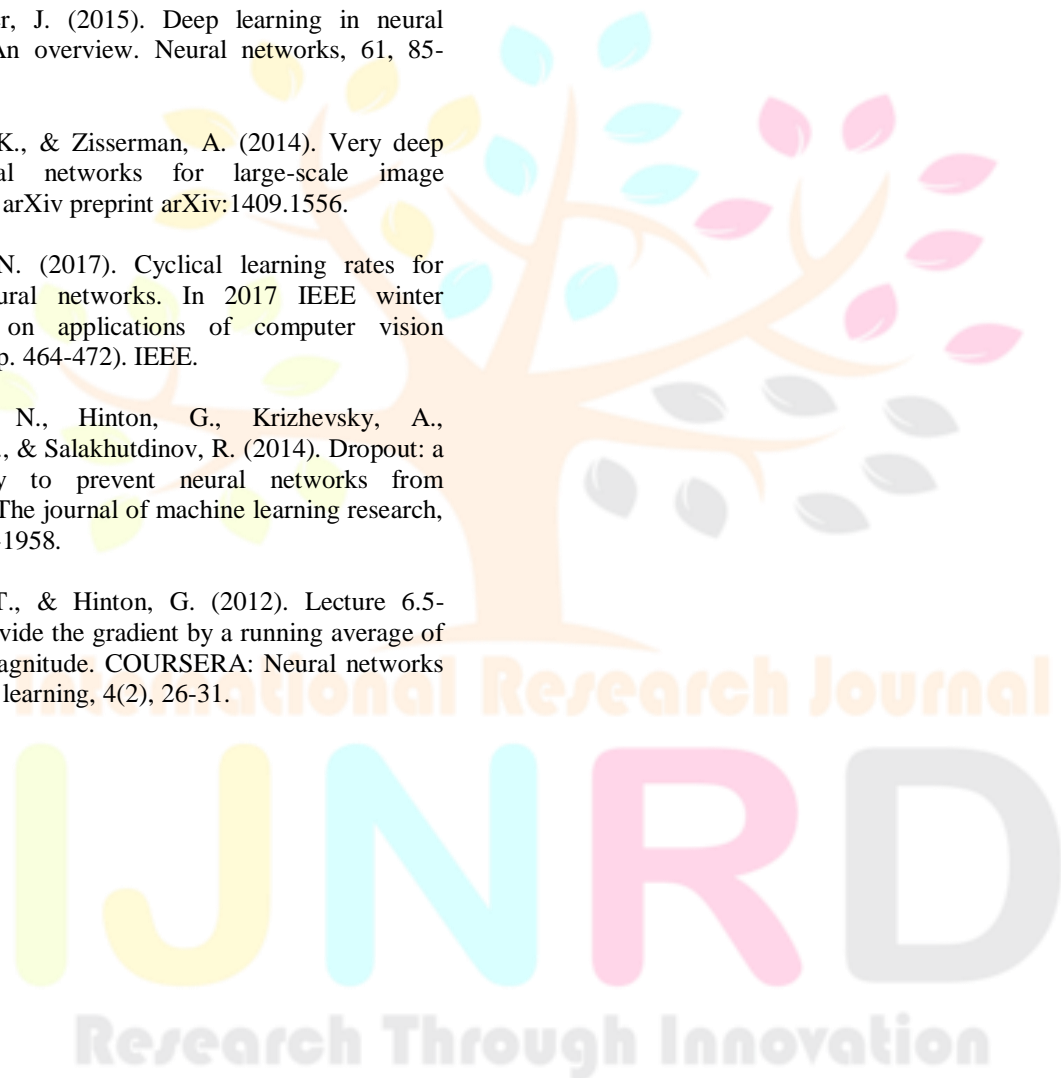 r, J. (2015). Deep learning in neural
An overview. Neural networks, 61, 85-
K., & Zisserman, A. (2014). Very deep
al networks for large-scale image
arXiv preprint arXiv:1409.1556.
N. (2017). Cyclical learning rates for
ural networks. In 2017 IEEE winter
on applications of computer vision
p. 464-472). IEEE.
N., Hinton, G., Krizhevsky, A.,
., & Salakhutdinov, R. (2014). Dropout: a
y to prevent neural networks from
The journal of machine learning research,
-1958.
T., & Hinton, G. (2012). Lecture 6.5-
vide the gradient by a running average of
agnitude. COURSERA: Neural networks
learning, 4(2), 26-31.
International Research Journal
IJNRD
Research Through Innovation